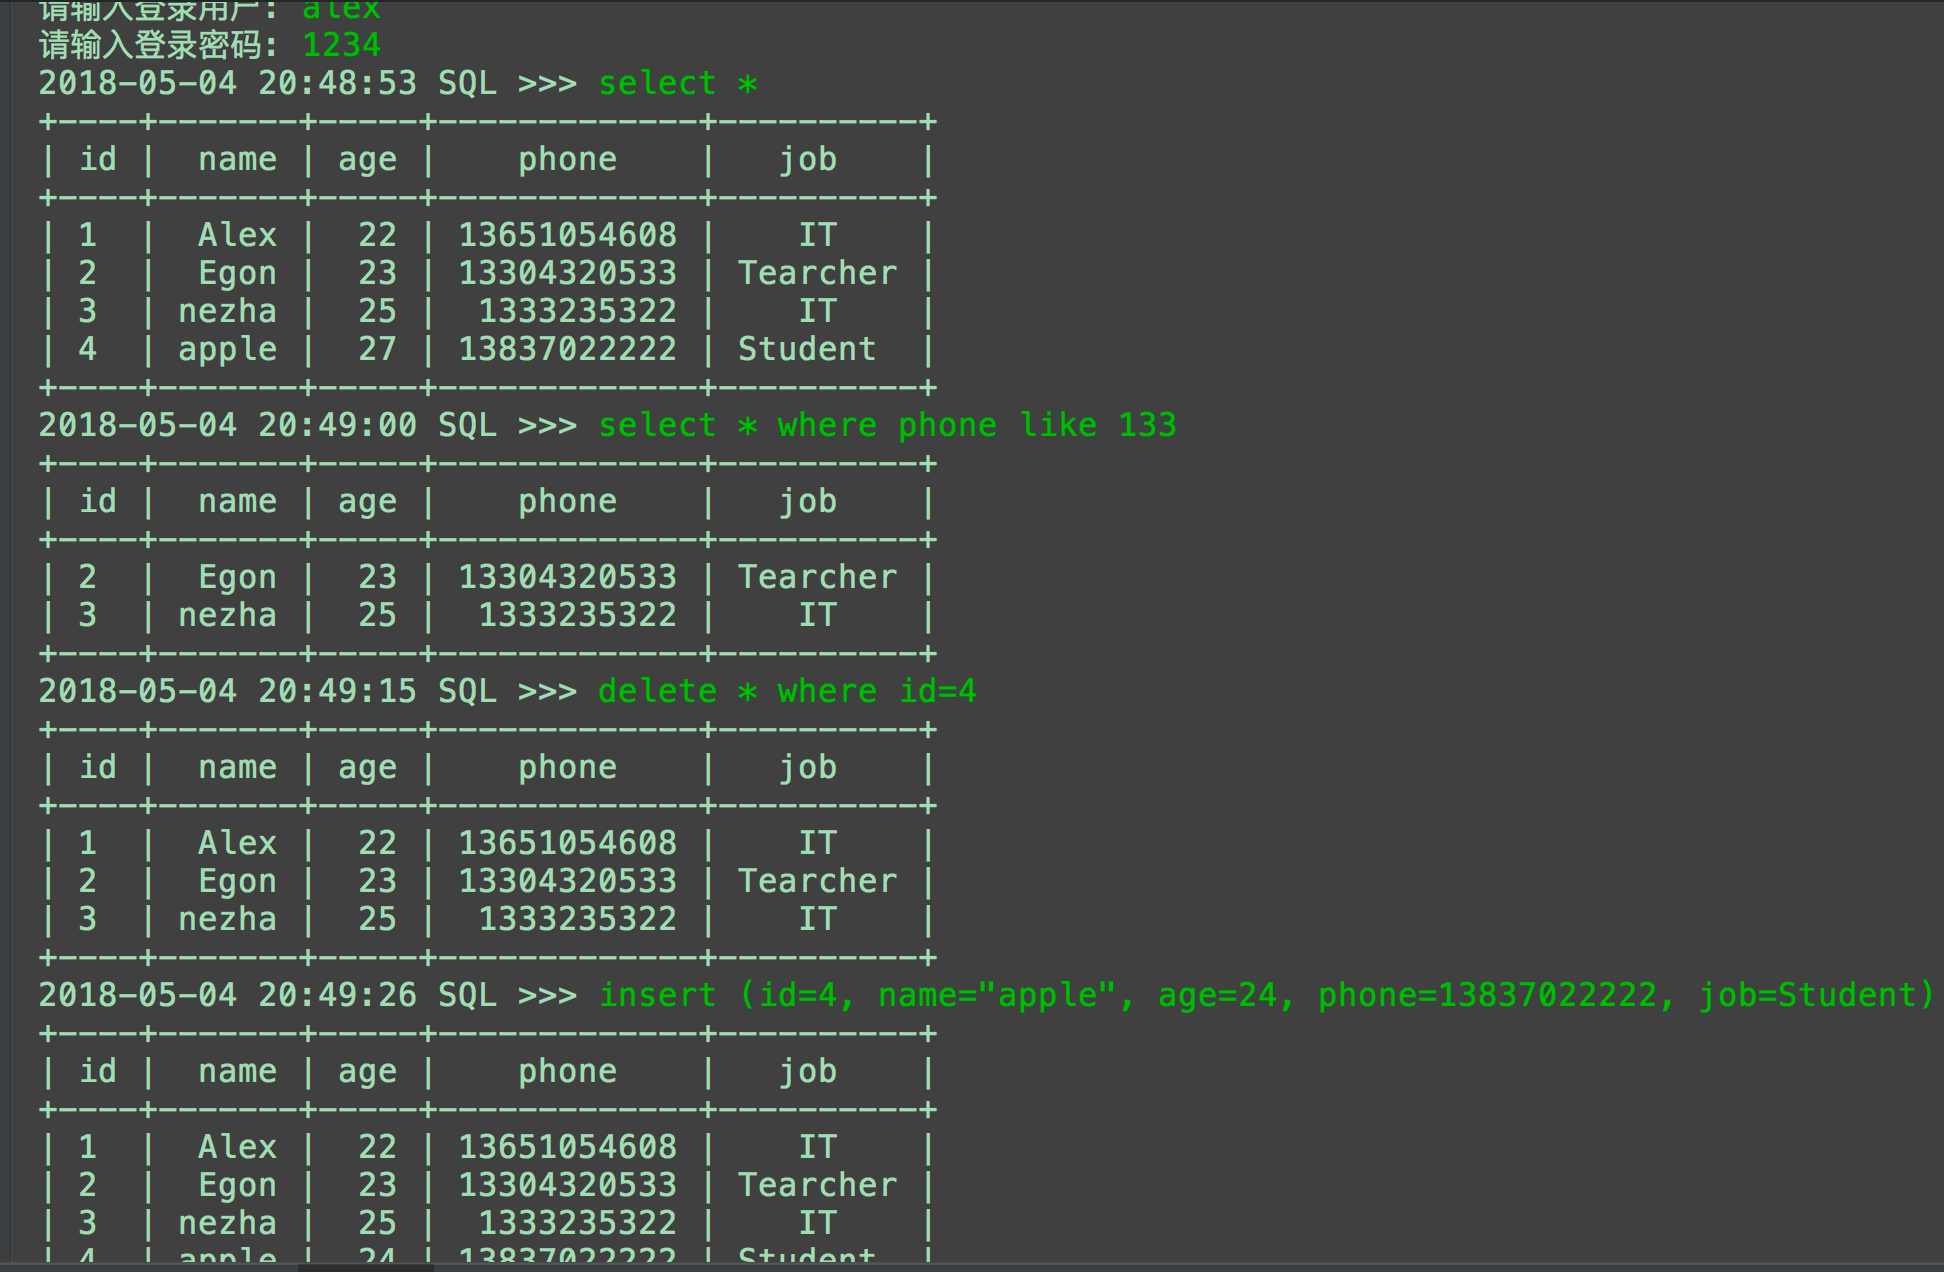 请输入登录用户: alex
请输入登录密码: 1234
2018-05-04 20:48:53 SQL >>> select *
+----+-------+-----+-------------+----------+
| id |  name | age |    phone    |   job    |
+----+-------+-----+-------------+----------+
| 1  |  Alex |  22 | 13651054608 |    IT    |
| 2  |  Egon |  23 | 13304320533 | Tearcher |
| 3  | nezha |  25 |  1333235322 |    IT    |
| 4  | apple |  27 | 13837022222 | Student  |
+----+-------+-----+-------------+----------+
2018-05-04 20:49:00 SQL >>> select * where phone like 133
+----+-------+-----+-------------+----------+
| id |  name | age |    phone    |   job    |
+----+-------+-----+-------------+----------+
| 2  |  Egon |  23 | 13304320533 | Tearcher |
| 3  | nezha |  25 |  1333235322 |    IT    |
+----+-------+-----+-------------+----------+
2018-05-04 20:49:15 SQL >>> delete * where id=4
+----+-------+-----+-------------+----------+
| id |  name | age |    phone    |   job    |
+----+-------+-----+-------------+----------+
| 1  |  Alex |  22 | 13651054608 |    IT    |
| 2  |  Egon |  23 | 13304320533 | Tearcher |
| 3  | nezha |  25 |  1333235322 |    IT    |
+----+-------+-----+-------------+----------+
2018-05-04 20:49:26 SQL >>> insert (id=4, name="apple", age=24, phone=13837022222, job=Student)
+----+-------+-----+-------------+----------+
| id |  name | age |    phone    |   job    |
+----+-------+-----+-------------+----------+
| 1  |  Alex |  22 | 13651054608 |    IT    |
| 2  |  Egon |  23 | 13304320533 | Tearcher |
| 3  | nezha |  25 |  1333235322 |    IT    |
| 4  | apple |  24 | 13837022222 | Student  |